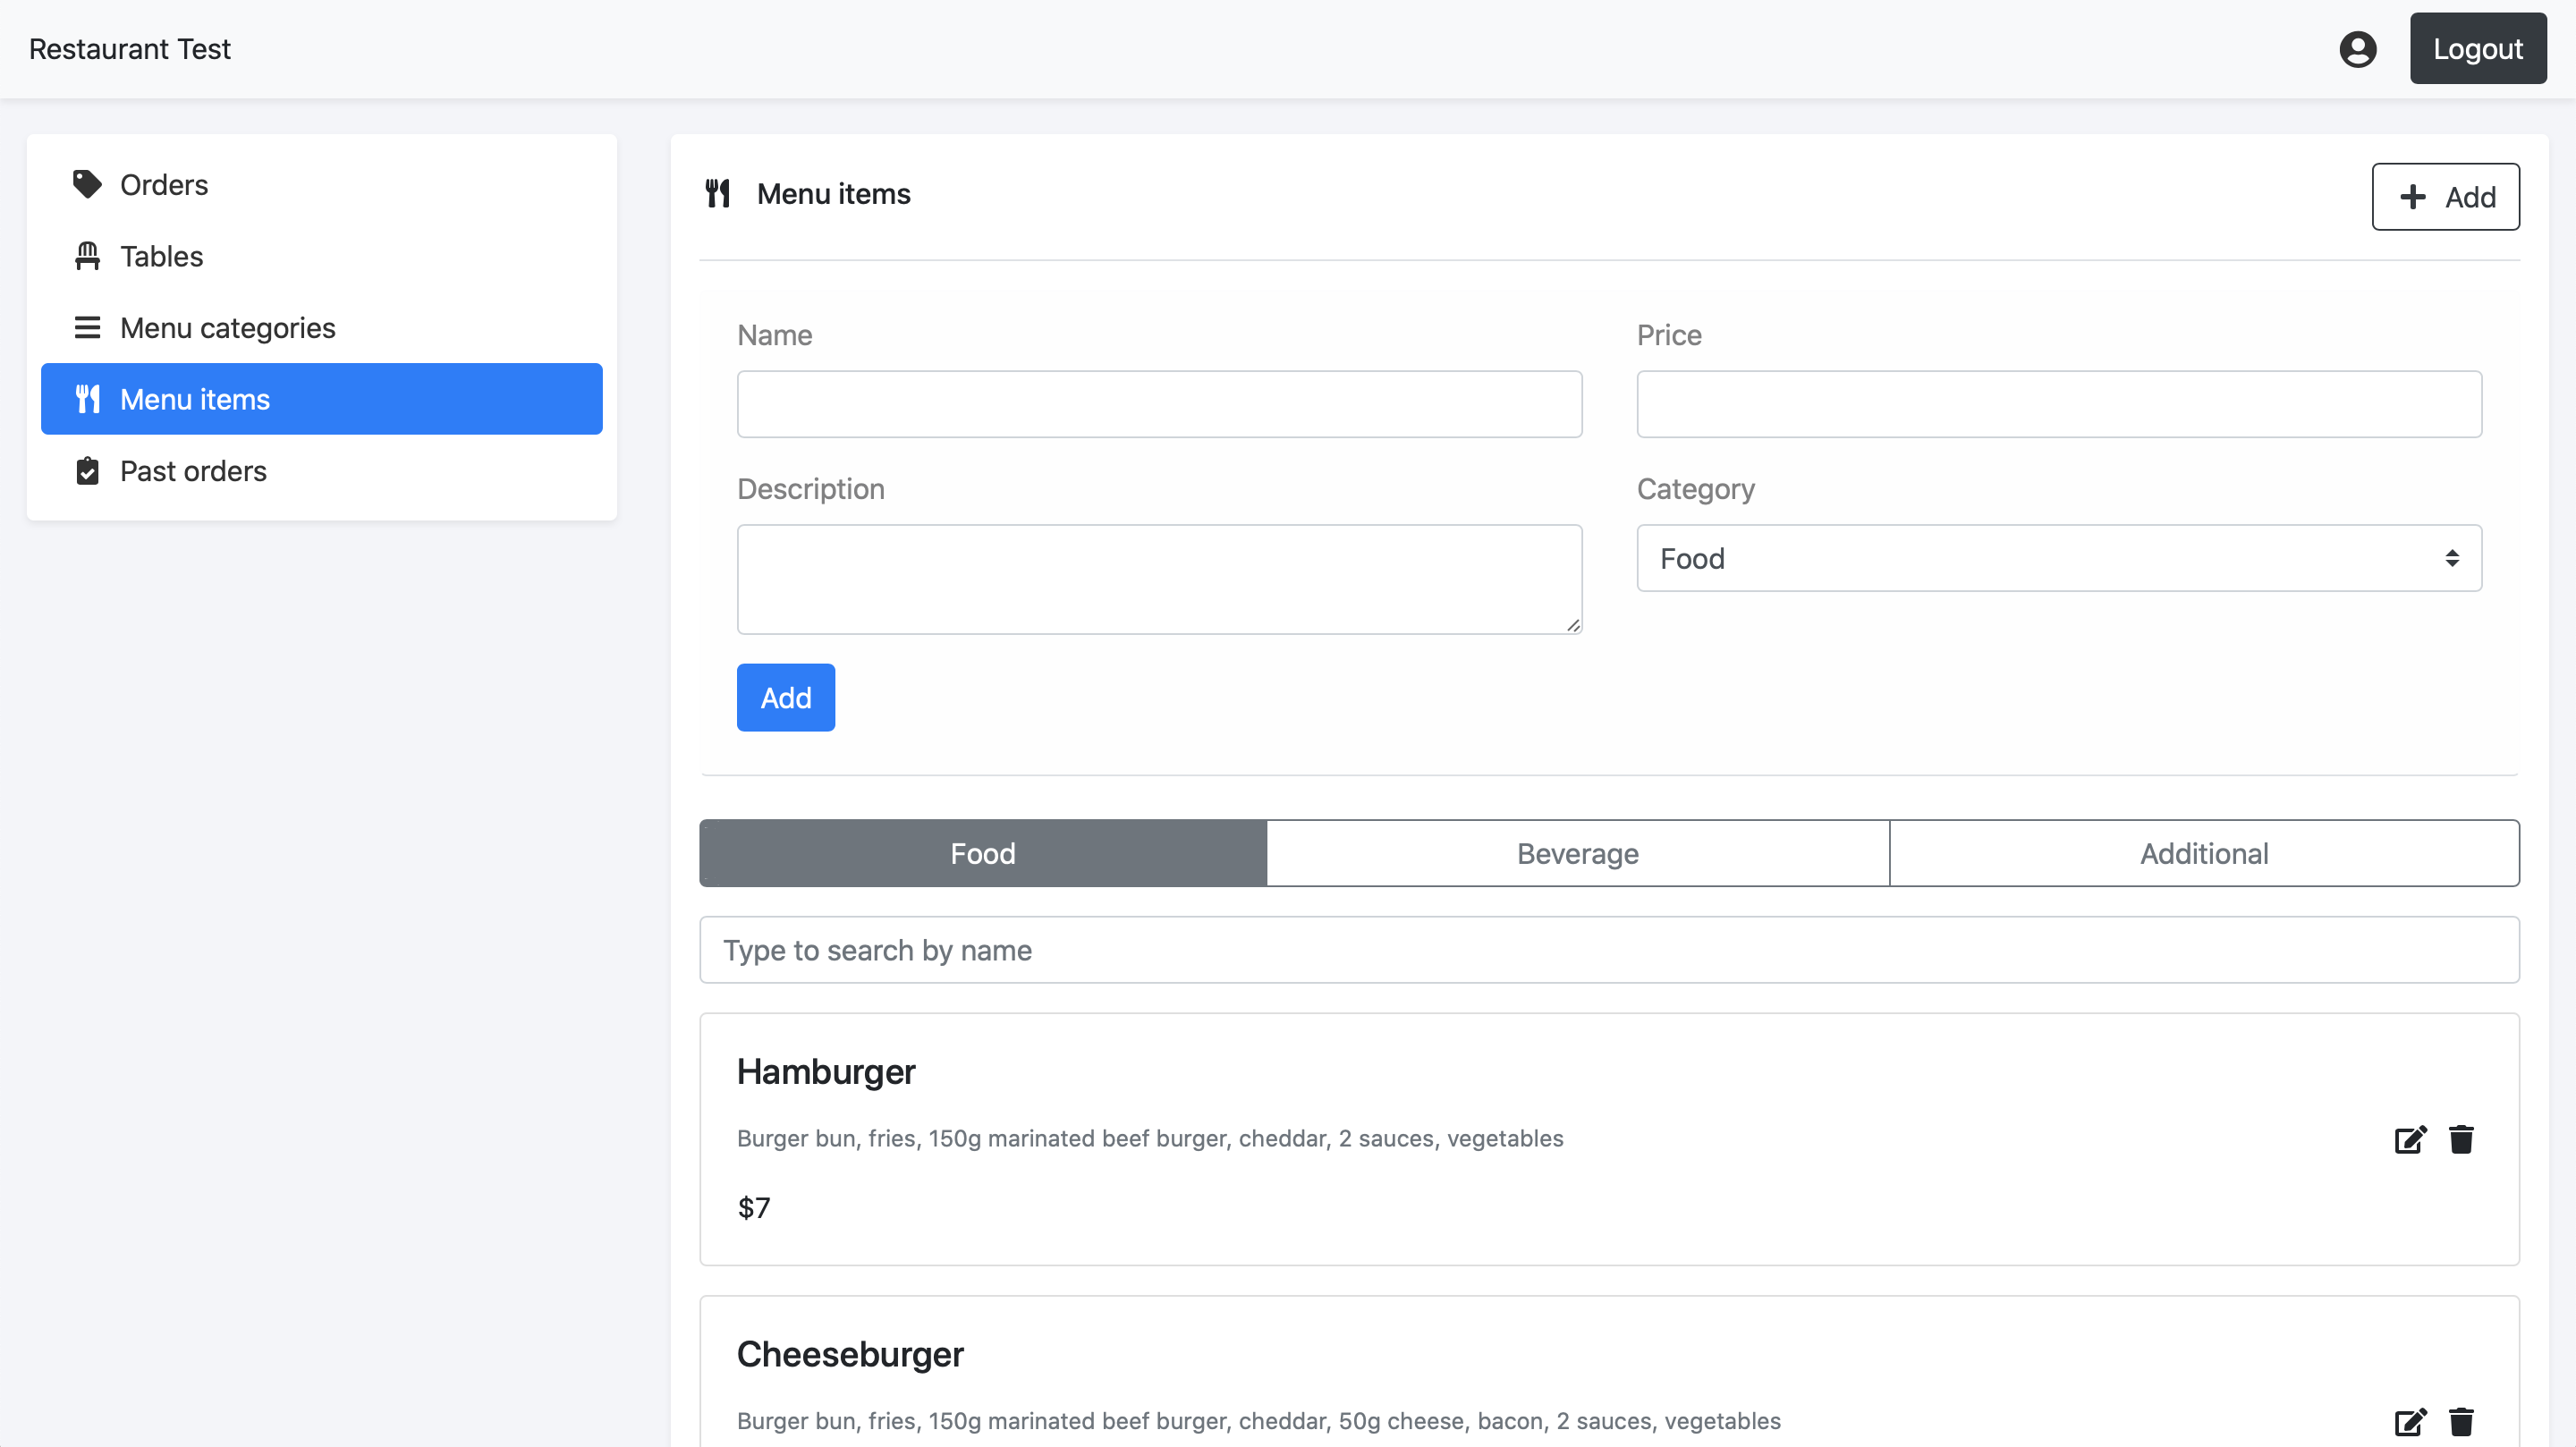 Restaurant Test
Logout
Orders
Tables
Menu categories
Menu items
Past orders
Menu items
Add
Name
Price
Description
Category
Food
Add
Food
Beverage
Additional
Type to search by name
Hamburger
Burger bun, fries, 150g marinated beef burger, cheddar, 2 sauces, vegetables
$7
Cheeseburger
Burger bun, fries, 150g marinated beef burger, cheddar, 50g cheese, bacon, 2 sauces, vegetables